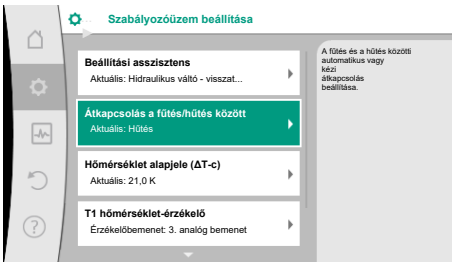 Szabályozóüzem beállítása
Beállítási asszisztens
Aktuális: Hidraulikus váltó - visszat...
Átkapcsolás a fűtés/hűtés között
Aktuális: Hűtés
Hőmérséklet alapjele (ΔT-c)
Aktuális: 21,0 K
T1 hőmérséklet-érzékelő
Érzékelőbemenet: 3. analóg bemenet
A fűtés és a hűtés közötti
automatikus vagy
kézi
átkapcsolás
beállítása.